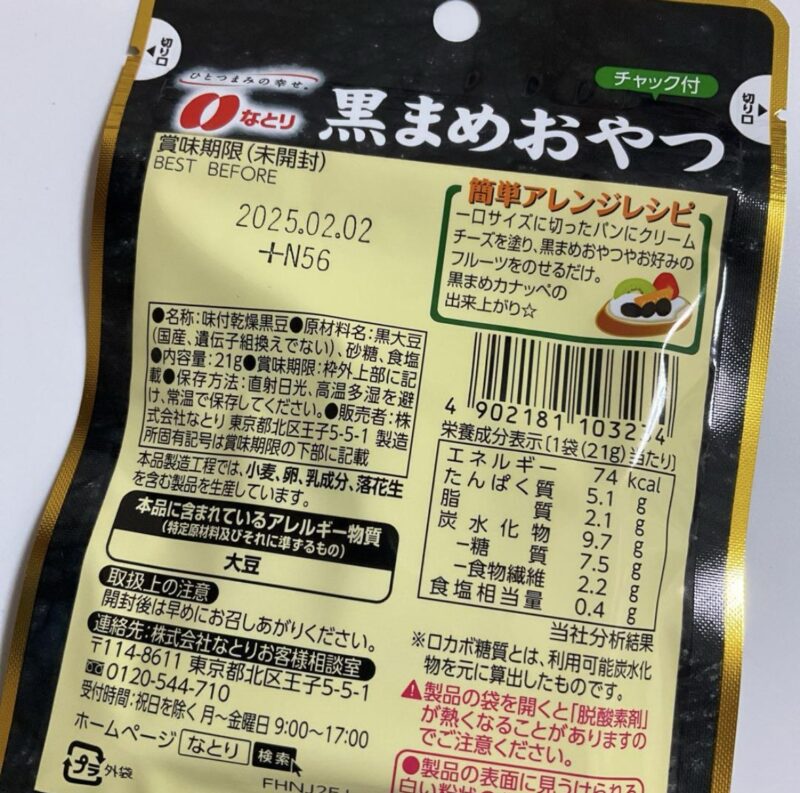 切り口
切り口
チャック付
ひとつまみの幸せ。
なとり
黒まめおやつ
賞味期限(未開封)
BEST BEFORE
2025.02.02
+N56
簡単アレンジレシピ
一口サイズに切ったパンにクリーム
チーズを塗り、黒まめおやつやお好みの
フルーツをのせるだけ。
黒まめカナッペの
出来上がり☆
●名称:味付乾燥黒豆●原材料名:黒大豆
(国産、遺伝子組換えでない)、砂糖、食塩
●内容量:21g●賞味期限:枠外上部に記
載●保存方法:直射日光、高温多湿を避
け、常温で保存してください。●販売者:株
式会社なとり 東京都北区王子5-5-1 製造
所固有記号は賞味期限の下部に記載
本品製造工程では、小麦、卵、乳成分、落花生
を含む製品を生産しています。
本品に含まれているアレルギー物質
(特定原材料及びそれに準ずるもの)
大豆
取扱上の注意
開封後は早めにお召しあがりください。
連絡先:株式会社なとりお客様相談室
〒114-8611 東京都北区王子5-5-1
0120-544-710
受付時間:祝日を除く 月〜金曜日 9:00〜17:00
ホームページ なとり 検索
プラ 外袋
4 902181 103234
栄養成分表示[1袋(21g)当たり]
エネルギー 74 kcal
たんぱく質 5.1 g
脂質 2.1 g
炭水化物 9.7 g
-糖質 7.5 g
-食物繊維 2.2 g
食塩相当量 0.4 g
当社分析結果
※ロカボ糖質とは、利用可能炭水化
物を元に算出したものです。
製品の袋を開くと「脱酸素剤」
が熱くなることがありますの
でご注意ください。
●製品の表面に見うけられる
白い粉状の